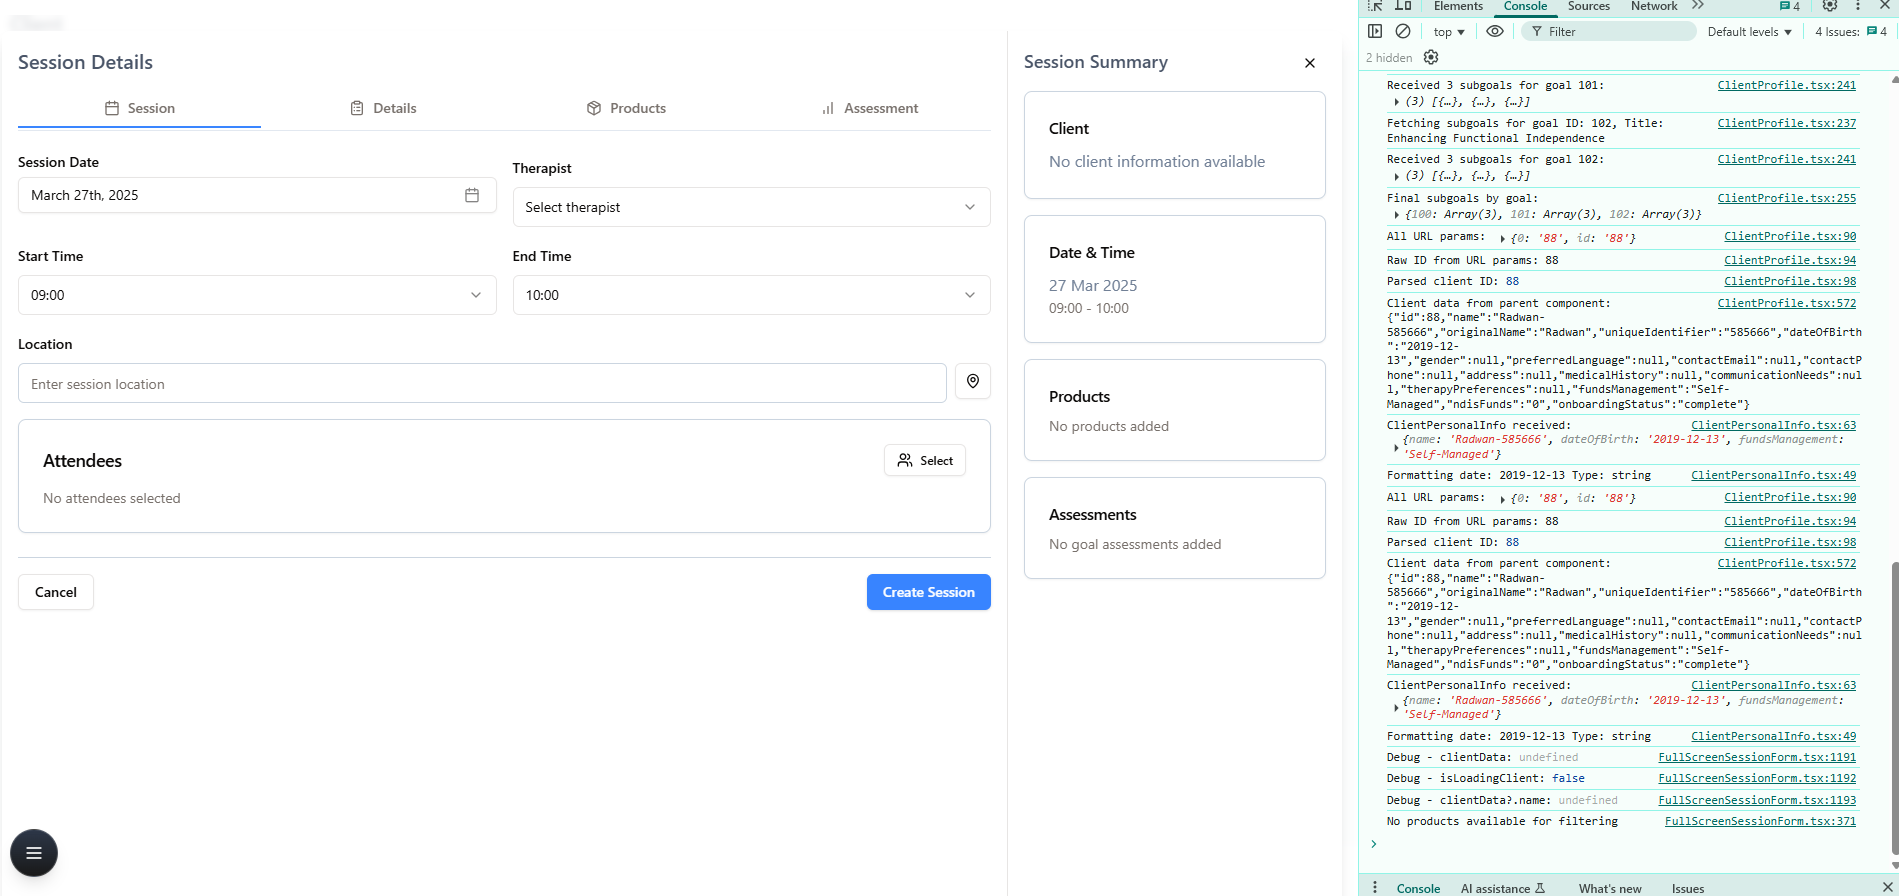 Session Details
Session
Details
Products
Assessment
Session Date
March 27th, 2025
Therapist
Select therapist
Start Time
09:00
End Time
10:00
Location
Enter session location
Attendees
Select
No attendees selected
Cancel
Create Session
Session Summary
Client
No client information available
Date & Time
27 Mar 2025
09:00 - 10:00
Products
No products added
Assessments
No goal assessments added
Elements Console Sources Network 4
top Filter Default levels 4 Issues: 4
2 hidden
Received 3 subgoals for goal 101: ClientProfile.tsx:241
(3) [{…}, {…}, {…}]
Fetching subgoals for goal ID: 102, Title: ClientProfile.tsx:237
Enhancing Functional Independence
Received 3 subgoals for goal 102: ClientProfile.tsx:241
(3) [{…}, {…}, {…}]
Final subgoals by goal: ClientProfile.tsx:255
{100: Array(3), 101: Array(3), 102: Array(3)}
All URL params: {0: '88', id: '88'} ClientProfile.tsx:90
Raw ID from URL params: 88 ClientProfile.tsx:94
Parsed client ID: 88 ClientProfile.tsx:98
Client data from parent component: ClientProfile.tsx:572
{"id":88,"name":"Radwan-
585666","originalName":"Radwan","uniqueIdentifier":"585666","dateOfBirth
":"2019-12-
13","gender":null,"preferredLanguage":null,"contactEmail":null,"contactP
hone":null,"address":null,"medicalHistory":null,"communicationNeeds":nul
l,"therapyPreferences":null,"fundsManagement":"Self-
Managed","ndisFunds":"0","onboardingStatus":"complete"}
ClientPersonalInfo received: ClientPersonalInfo.tsx:63
{name: 'Radwan-585666', dateOfBirth: '2019-12-13', fundsManagement:
'Self-Managed'}
Formatting date: 2019-12-13 Type: string ClientPersonalInfo.tsx:49
All URL params: {0: '88', id: '88'} ClientProfile.tsx:90
Raw ID from URL params: 88 ClientProfile.tsx:94
Parsed client ID: 88 ClientProfile.tsx:98
Client data from parent component: ClientProfile.tsx:572
{"id":88,"name":"Radwan-
585666","originalName":"Radwan","uniqueIdentifier":"585666","dateOfBirth
":"2019-12-
13","gender":null,"preferredLanguage":null,"contactEmail":null,"contactP
hone":null,"address":null,"medicalHistory":null,"communicationNeeds":nul
l,"therapyPreferences":null,"fundsManagement":"Self-
Managed","ndisFunds":"0","onboardingStatus":"complete"}
ClientPersonalInfo received: ClientPersonalInfo.tsx:63
{name: 'Radwan-585666', dateOfBirth: '2019-12-13', fundsManagement:
'Self-Managed'}
Formatting date: 2019-12-13 Type: string ClientPersonalInfo.tsx:49
Debug - clientData: undefined FullScreenSessionForm.tsx:1191
Debug - isLoadingClient: false FullScreenSessionForm.tsx:1192
Debug - clientData?.name: undefined FullScreenSessionForm.tsx:1193
No products available for filtering FullScreenSessionForm.tsx:371
Console AI assistance What's new Issues